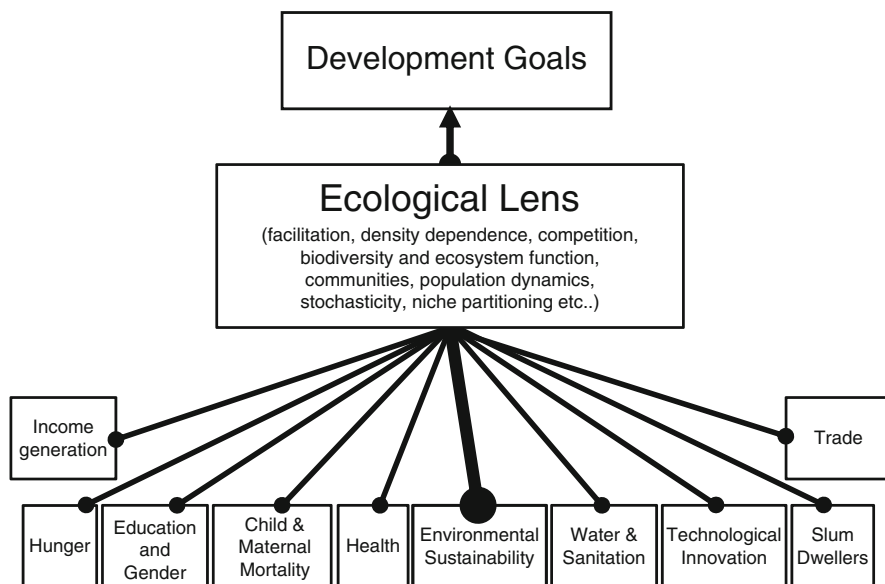 Development Goals
Ecological Lens
(facilitation, density dependence, competition,
biodiversity and ecosystem function,
communities, population dynamics,
stochasticity, niche partitioning etc..)
Income
generation
Trade
Hunger
Education
and
Gender
Child &
Maternal
Mortality
Health
Environmental
Sustainability
Water &
Sanitation
Technological
Innovation
Slum
Dwellers